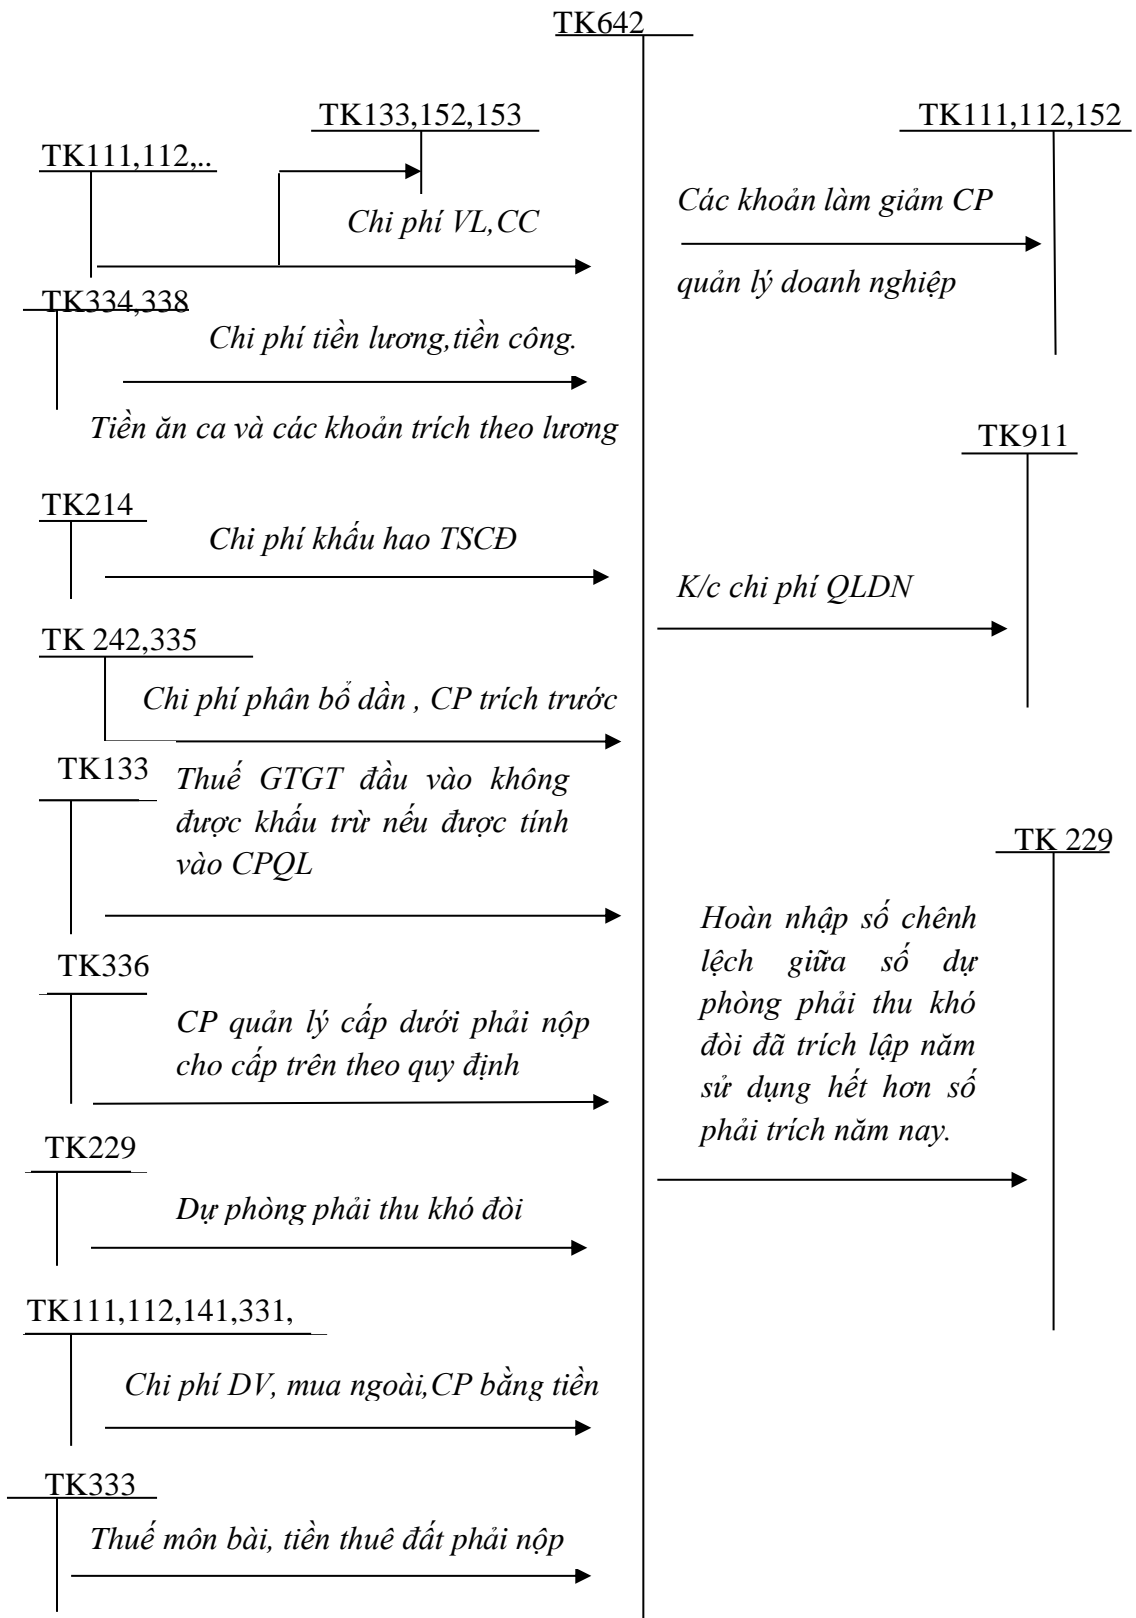 TK642
TK133,152,153
TK111,112,152
TK111,112,..
Các khoản làm giảm CP
Chi phí VL,CC
quản lý doanh nghiệp
TK334,338
Chi phí tiền lương,tiền công.
Tiền ăn ca và các khoản trích theo lương
TK911
TK214
Chi phí khấu hao TSCĐ
K/c chi phí QLDN
TK 242,335
Chi phí phân bổ dần , CP trích trước
TK133
Thuế GTGT đầu vào không
được khấu trừ nếu được tính
vào CPQL
TK 229
Hoàn nhập số chênh
lệch giữa số dự
phòng phải thu khó
đòi đã trích lập năm
sử dụng hết hơn số
phải trích năm nay.
TK336
CP quản lý cấp dưới phải nộp
cho cấp trên theo quy định
TK229
Dự phòng phải thu khó đòi
TK111,112,141,331,
Chi phí DV, mua ngoài,CP bằng tiền
TK333
Thuế môn bài, tiền thuê đất phải nộp